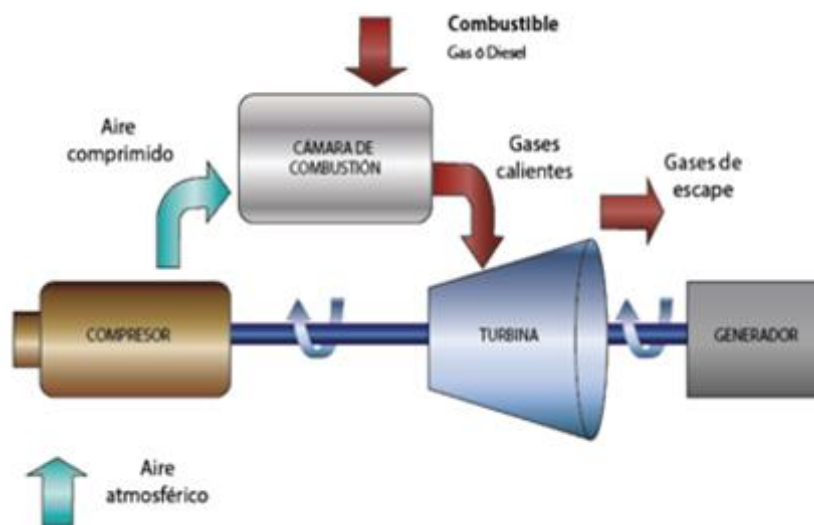 Combustible
Gas ó Diesel
Aire
comprimido
CÁMARA DE
COMBUSTIÓN
Gases
calientes
Gases de
escape
COMPRESOR
TURBINA
GENERADOR
Aire
atmosférico